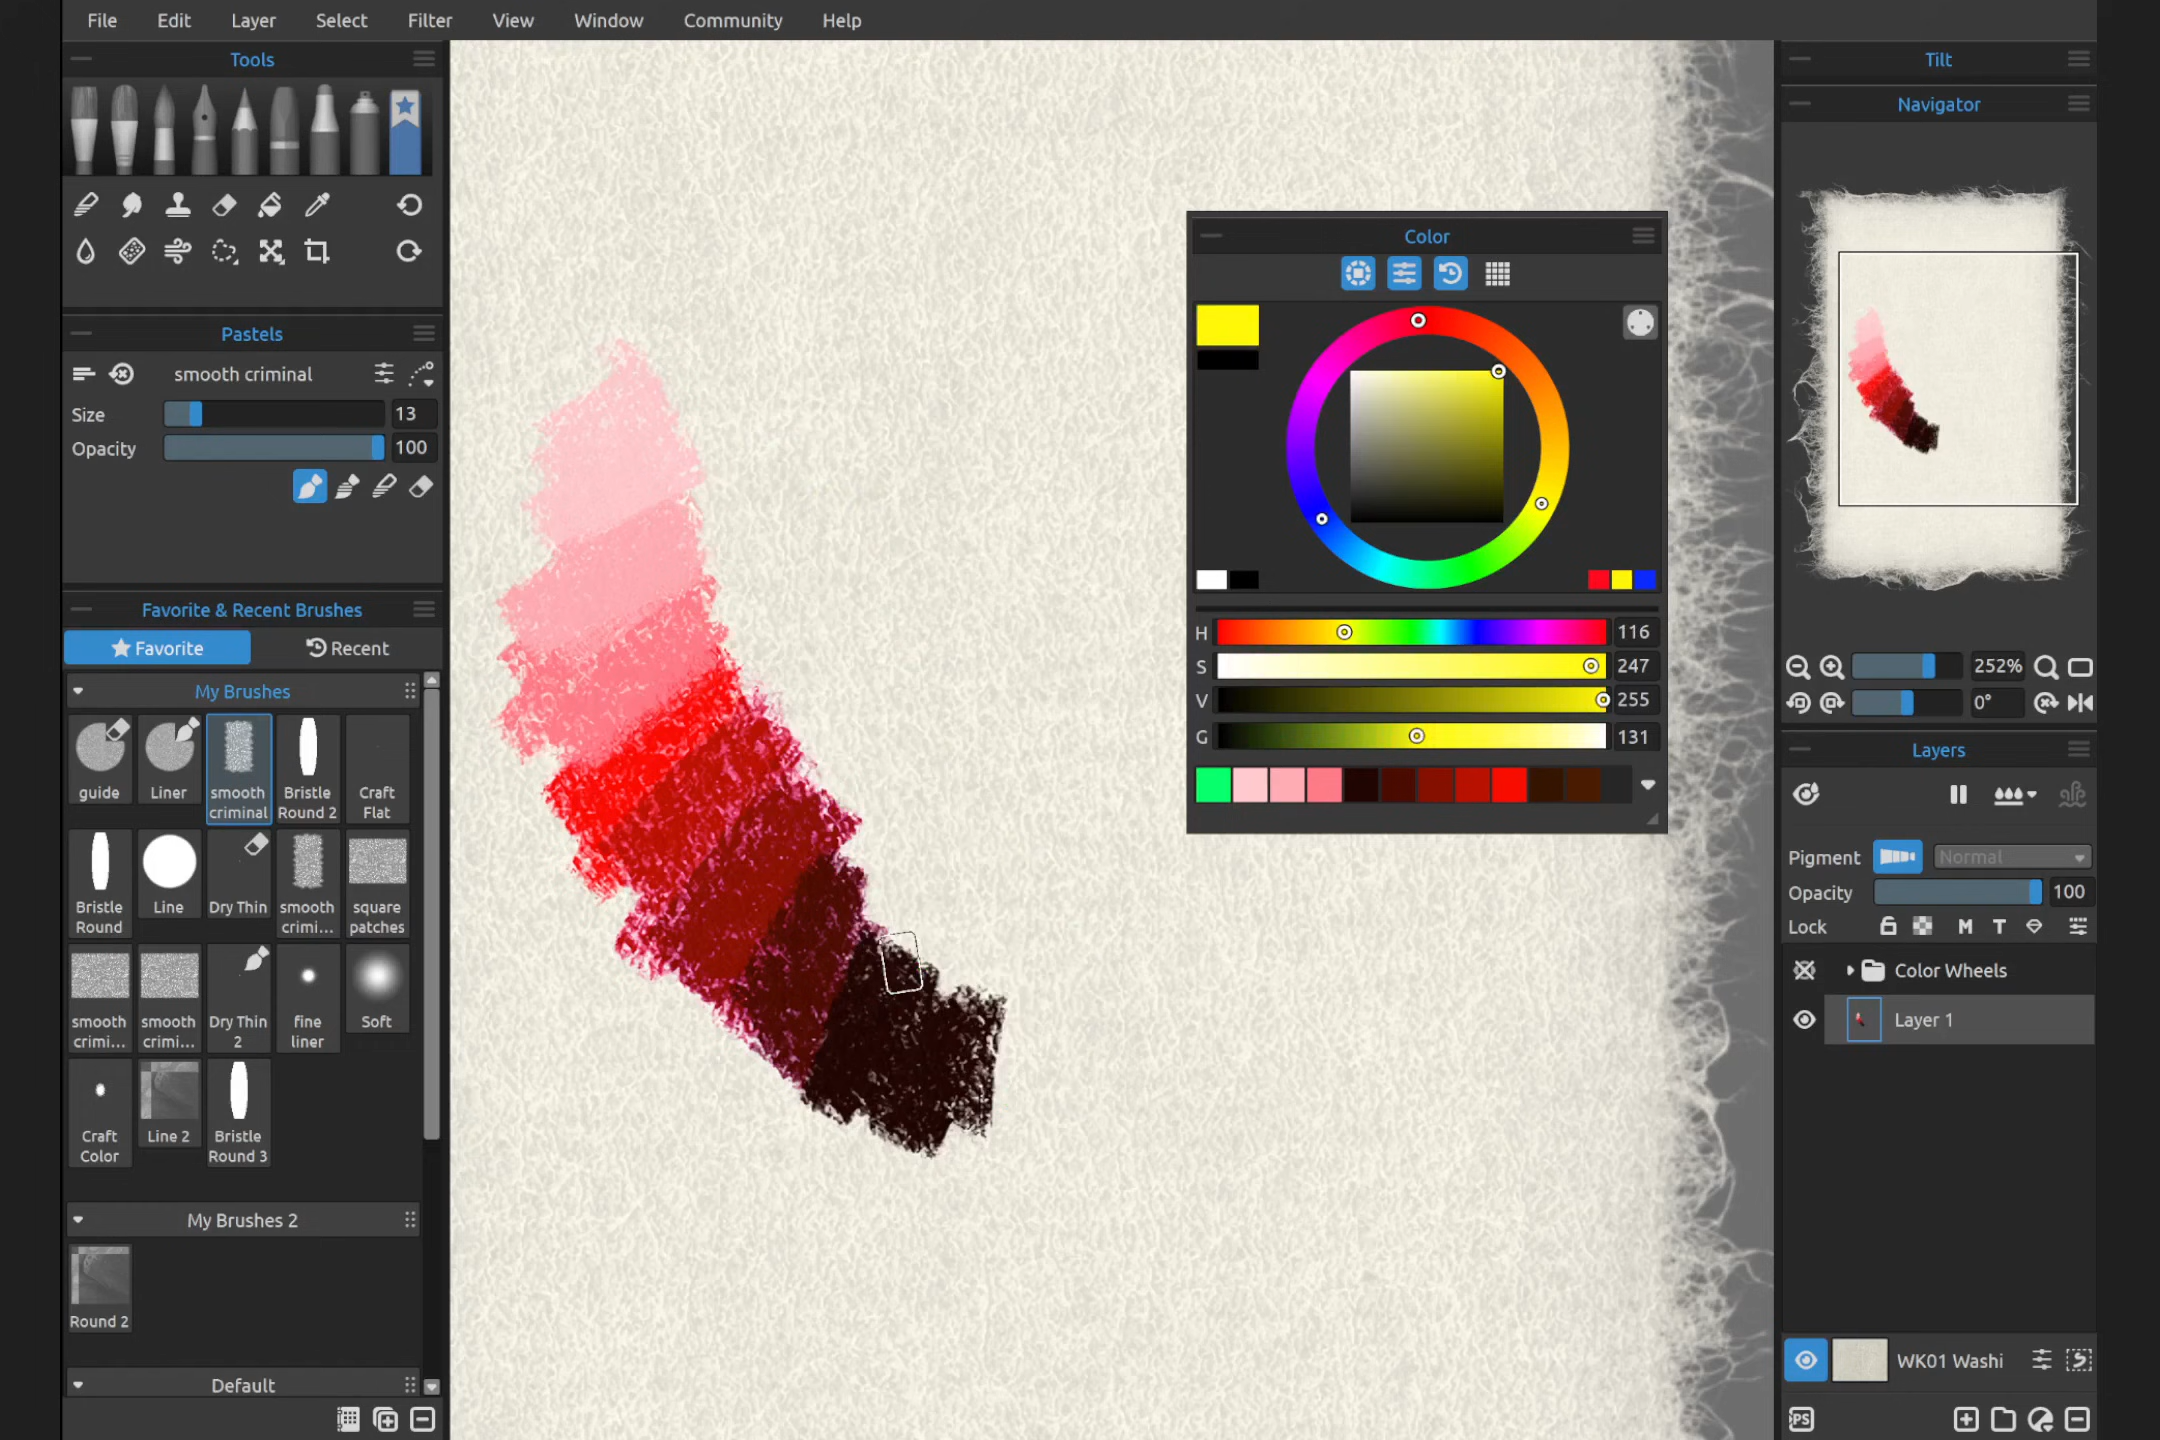 File Edit Layer Select Filter View Window Community Help
Tools
Pastels
smooth criminal
Size 13
Opacity 100
Favorite & Recent Brushes
Favorite Recent
My Brushes
guide Liner smooth criminal Bristle Round 2 Craft Flat
Bristle Round Line Dry Thin smooth crimi... square patches
smooth crimi... smooth crimi... Dry Thin 2 fine liner Soft
Craft Color Line 2 Bristle Round 3
My Brushes 2
Round 2
Default
Color
H 116
S 247
V 255
G 131
Tilt
Navigator
252%
0°
Layers
Pigment Normal
Opacity 100
Lock M T
Color Wheels
Layer 1
WK01 Washi
PS